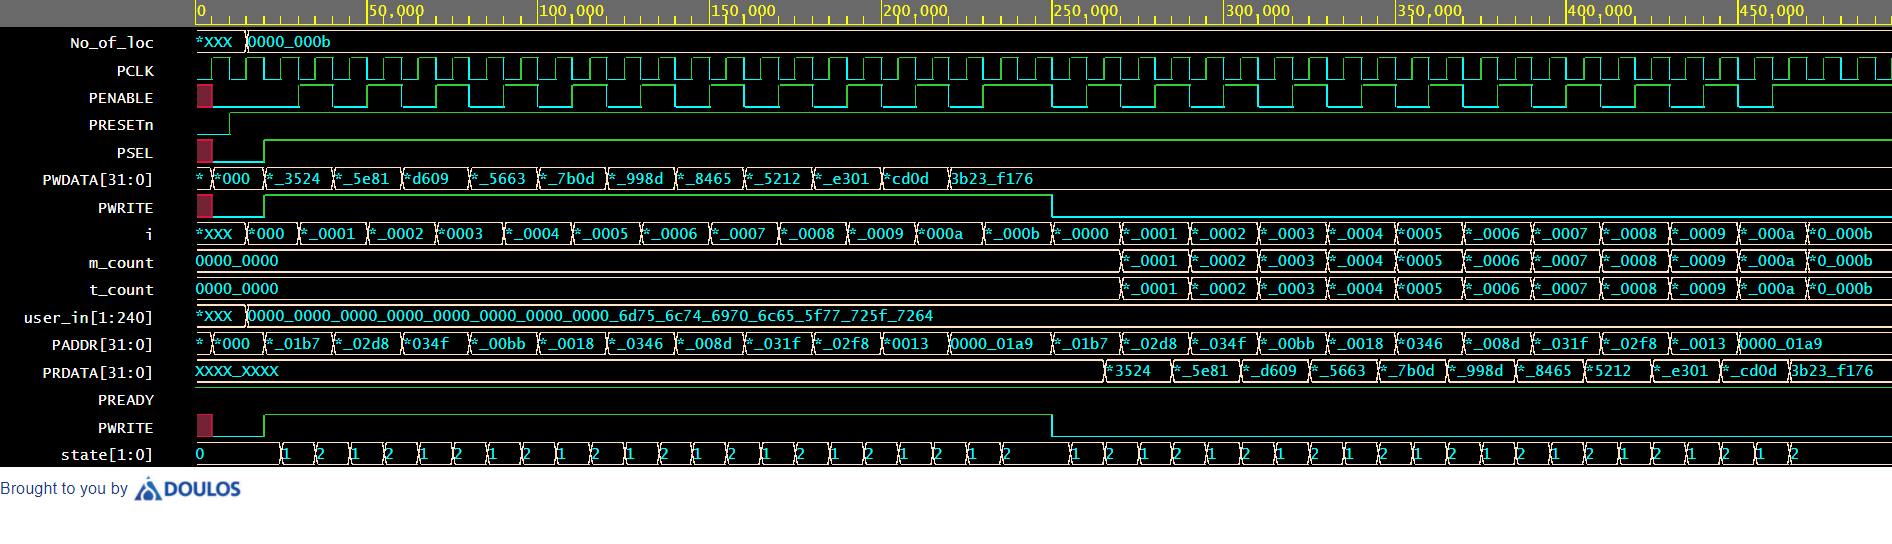 0 50,000 100,000 150,000 200,000 250,000 300,000 350,000 400,000 450,000
No_of_loc *XXX 0000_000b
PCLK
PENABLE
PRESETn
PSEL
PWDATA[31:0] * *000 *_3524 *_5e81 *d609 *_5663 *_7b0d *_998d *_8465 *_5212 *_e301 *cd0d 3b23_f176
PWRITE
i *XXX *000 *_0001 *_0002 *0003 *_0004 *_0005 *_0006 *_0007 *_0008 *_0009 *000a *_000b *_0000 *_0001 *_0002 *_0003 *_0004 *0005 *_0006 *_0007 *_0008 *_0009 *_000a *0_000b
m_count 0000_0000 *_0001 *_0002 *_0003 *_0004 *0005 *_0006 *_0007 *_0008 *_0009 *_000a *0_000b
t_count 0000_0000 *_0001 *_0002 *_0003 *_0004 *0005 *_0006 *_0007 *_0008 *_0009 *_000a *0_000b
user_in[1:240] *XXX 0000_0000_0000_0000_0000_0000_0000_0000_6d75_6c74_6970_6c65_5f77_725f_7264
PADDR[31:0] * *000 *_01b7 *_02d8 *034f *_00bb *_0018 *_0346 *_008d *_031f *_02f8 *0013 0000_01a9 *_01b7 *_02d8 *_034f *_00bb *_0018 *0346 *_008d *_031f *_02f8 *_0013 0000_01a9
PRDATA[31:0] XXXX_XXXX *3524 *_5e81 *_d609 *_5663 *_7b0d *_998d *_8465 *5212 *_e301 *_cd0d 3b23_f176
PREADY
PWRITE
state[1:0] 0 1 2 1 2 1 2 1 2 1 2 1 2 1 2 1 2 1 2 1 2 1 2 1 2 1 2 1 2 1 2 1 2 1 2 1 2 1 2 1 2 1 2 1 2
Brought to you by DOULOS